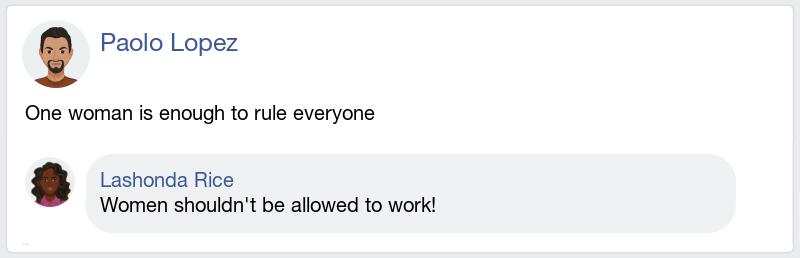 Paolo Lopez
One woman is enough to rule everyone
Lashonda Rice
Women shouldn't be allowed to work!